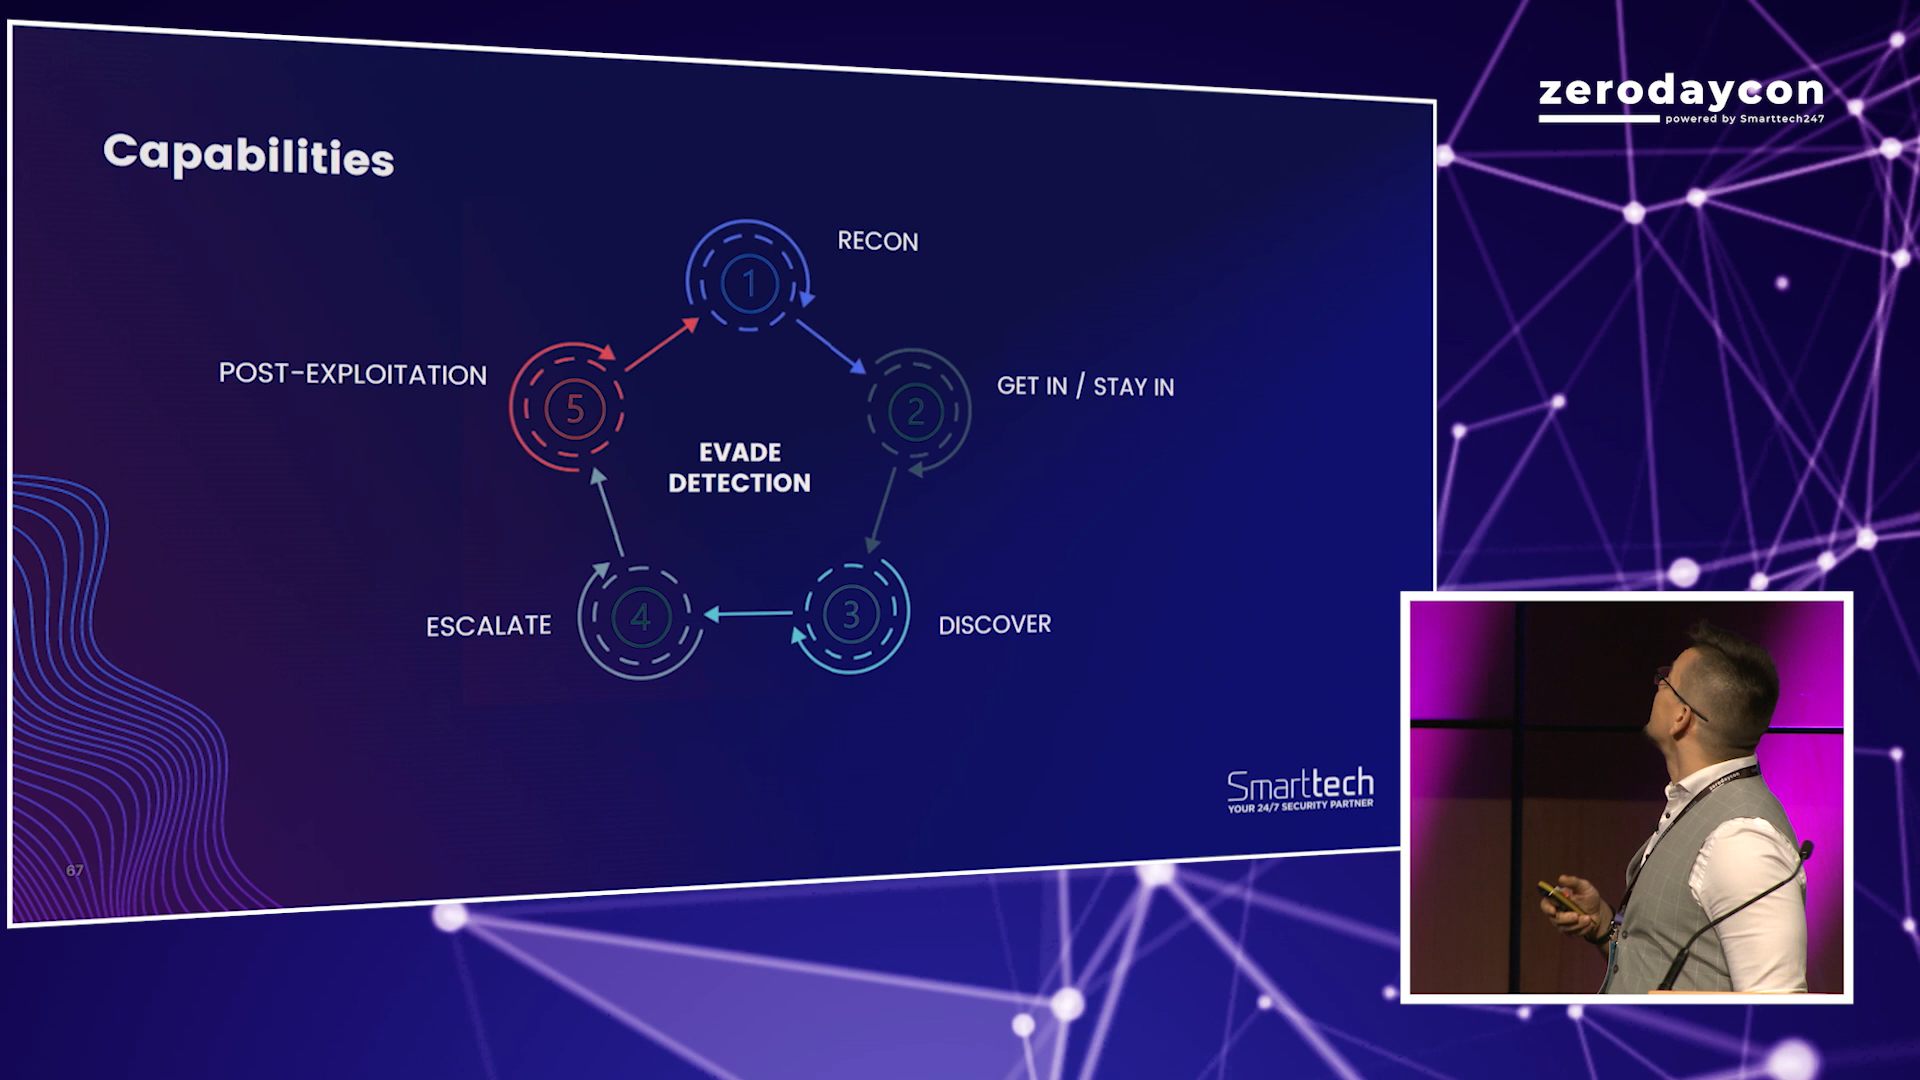 zerodaycon
powered by Smarttech247
Capabilities
1
RECON
POST-EXPLOITATION
5
2
GET IN / STAY IN
EVADE
DETECTION
ESCALATE
4
3
DISCOVER
Smarttech
YOUR 24/7 SECURITY PARTNER
67
zerodaycon